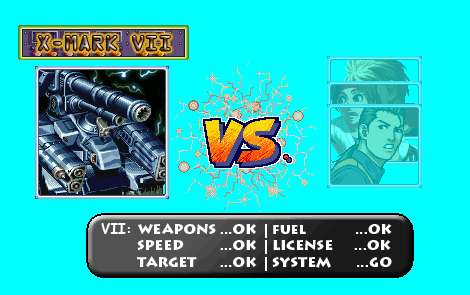 X-MARK VII
VS
VII: WEAPONS ...OK | FUEL ...OK
SPEED ...OK | LICENSE ...OK
TARGET ...OK | SYSTEM ...GO